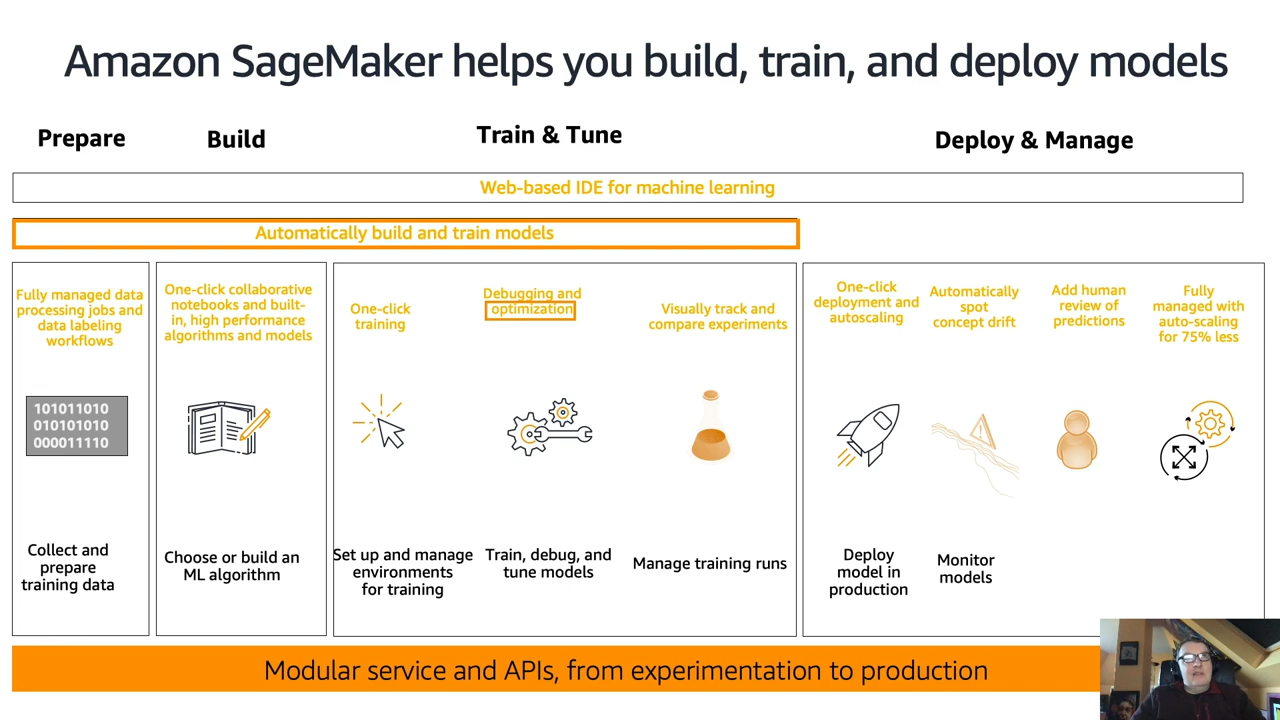 Amazon SageMaker helps you build, train, and deploy models
Prepare
Build
Train & Tune
Deploy & Manage
Web-based IDE for machine learning
Automatically build and train models
Fully managed data
processing jobs and
data labeling
workflows
One-click collaborative
notebooks and built-
in, high performance
algorithms and models
One-click
training
Debugging and
optimization
Visually track and
compare experiments
One-click
deployment and
autoscaling
Automatically
spot
concept drift
Add human
review of
predictions
Fully
managed with
auto-scaling
for 75% less
101011010
010101010
000011110
Collect and
prepare
training data
Choose or build an
ML algorithm
Set up and manage
environments
for training
Train, debug, and
tune models
Manage training runs
Deploy
model in
production
Monitor
models
Modular service and APIs, from experimentation to production